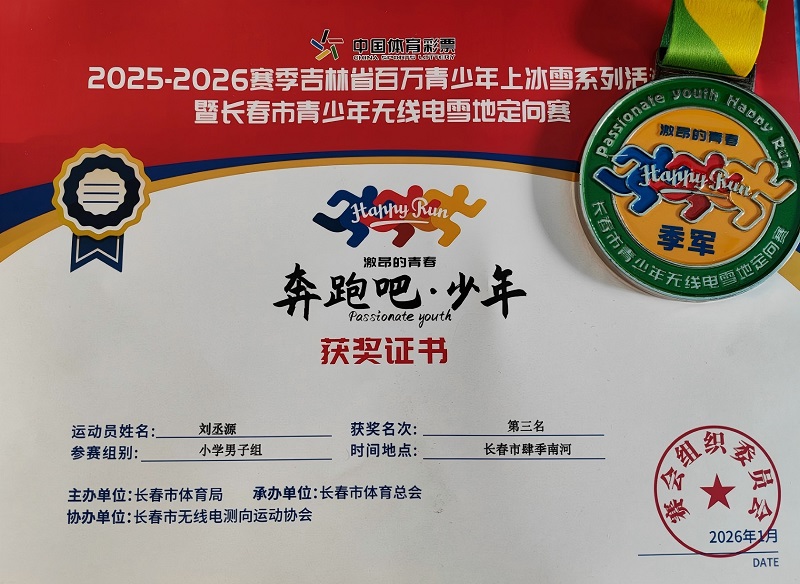 中国体育彩票
CHINA SPORTS LOTTERY
2025-2026赛季吉林省百万青少年上冰雪系列活
暨长春市青少年无线电雪地定向赛
Passionate youth Happy Run
激昂的青春
Happy Run
季军
长春市青少年无线电雪地定向赛
Happy Run
激昂的青春
奔跑吧·少年
Passionate youth
获奖证书
运动员姓名: 刘丞源 获奖名次: 第三名
参赛组别: 小学男子组 时间地点: 长春市肆季南河
主办单位:长春市体育局 承办单位:长春市体育总会
协办单位:长春市无线电测向运动协会
赛会组织委员会
2026年1月
DATE